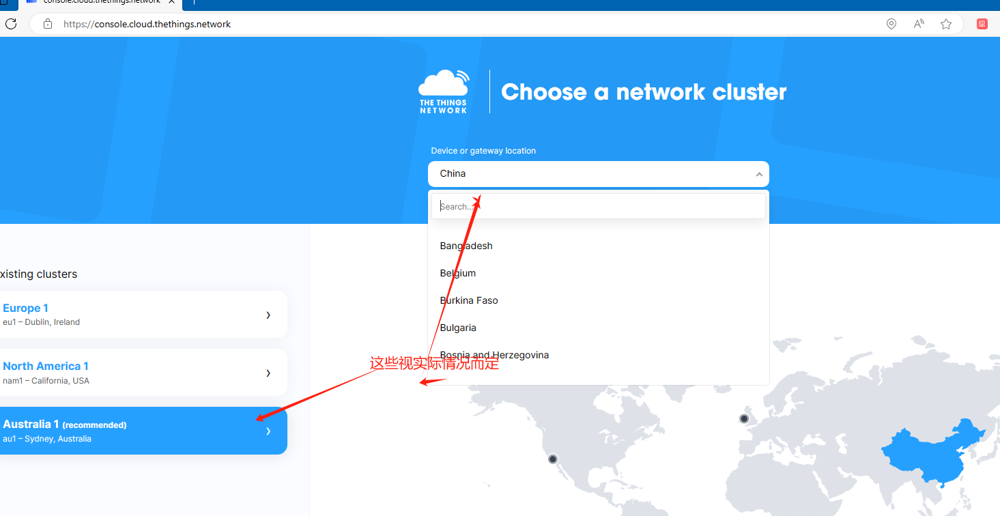 console.cloud.thethings.network
https://console.cloud.thethings.network
THE THINGS
NETWORK
Choose a network cluster
Device or gateway location
China
Search...
Bangladesh
Belgium
Burkina Faso
Bulgaria
Bosnia and Herzegovina
这些视实际情况而定
xisting clusters
Europe 1
eu1 – Dublin, Ireland
North America 1
nam1 – California, USA
Australia 1 (recommended)
au1 – Sydney, Australia